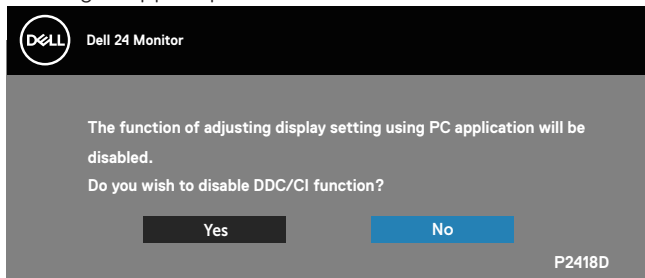 DELL
Dell 24 Monitor
The function of adjusting display setting using PC application will be
disabled.
Do you wish to disable DDC/CI function?
Yes
No
P2418D